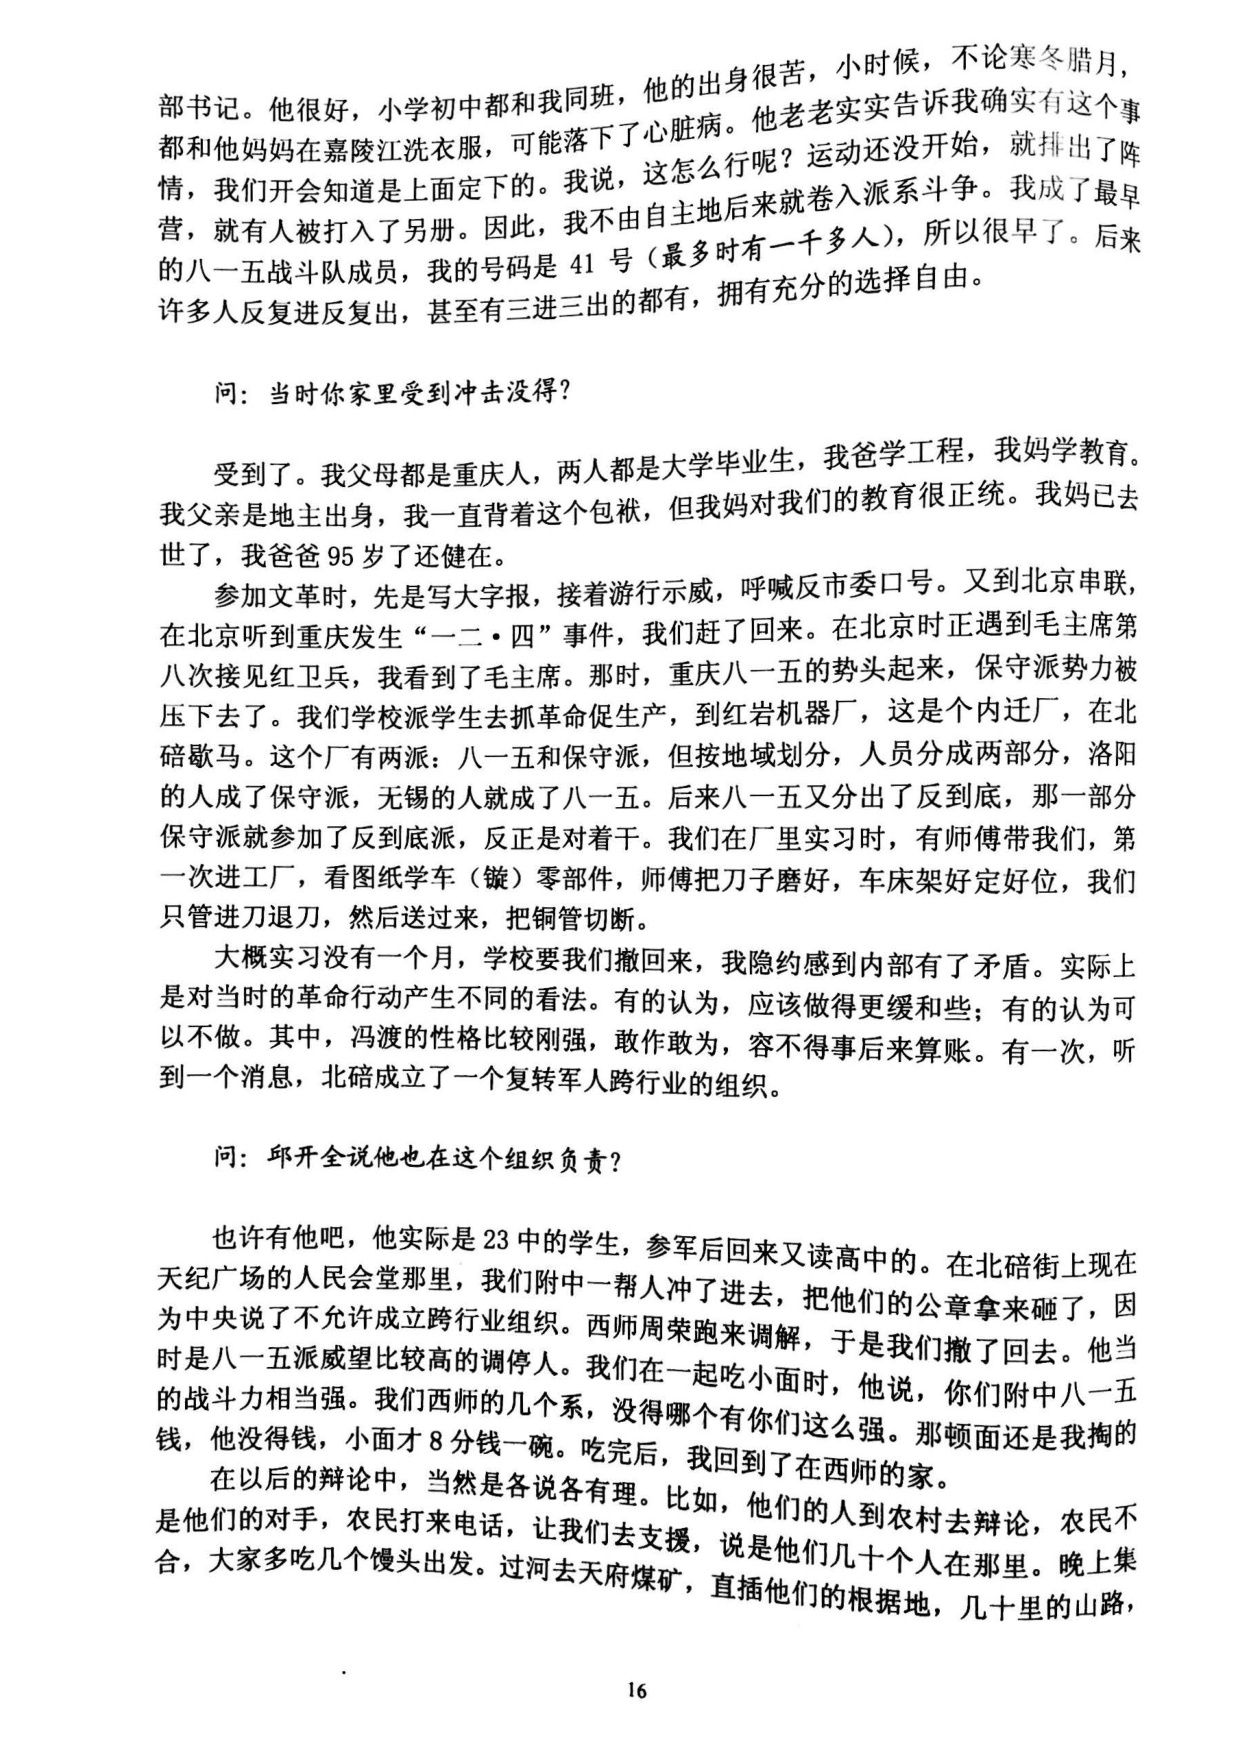 部书记。他很好，小学初中都和我同班，他的出身很苦，小时候，不论寒冬腊月，
都和他妈妈在嘉陵江洗衣服，可能落下了心脏病。他老老实实告诉我确实有这个事
情，我们开会知道是上面定下的。我说，这怎么行呢？运动还没开始，就排出了阵
营，就有人被打入了另册。因此，我不由自主地后来就卷入派系斗争。我成了最早
的八一五战斗队成员，我的号码是 41 号（最多时有一千多人），所以很早了。后来
许多人反复进反复出，甚至有三进三出的都有，拥有充分的选择自由。
问：当时你家里受到冲击没得？
受到了。我父母都是重庆人，两人都是大学毕业生，我爸学工程，我妈学教育。
我父亲是地主出身，我一直背着这个包袱，但我妈对我们的教育很正统。我妈已去
世了，我爸爸 95 岁了还健在。
参加文革时，先是写大字报，接着游行示威，呼喊反市委口号。又到北京串联，
在北京听到重庆发生“一二·四”事件，我们赶了回来。在北京时正遇到毛主席第
八次接见红卫兵，我看到了毛主席。那时，重庆八一五的势头起来，保守派势力被
压下去了。我们学校派学生去抓革命促生产，到红岩机器厂，这是个内迁厂，在北
碚歇马。这个厂有两派：八一五和保守派，但按地域划分，人员分成两部分，洛阳
的人成了保守派，无锡的人就成了八一五。后来八一五又分出了反到底，那一部分
保守派就参加了反到底派，反正是对着干。我们在厂里实习时，有师傅带我们，第
一次进工厂，看图纸学车（镟）零部件，师傅把刀子磨好，车床架好定好位，我们
只管进刀退刀，然后送过来，把铜管切断。
大概实习没有一个月，学校要我们撤回来，我隐约感到内部有了矛盾。实际上
是对当时的革命行动产生不同的看法。有的认为，应该做得更缓和些；有的认为可
以不做。其中，冯渡的性格比较刚强，敢作敢为，容不得事后来算账。有一次，听
到一个消息，北碚成立了一个复转军人跨行业的组织。
问：邱开全说他也在这个组织负责？
也许有他吧，他实际是 23 中的学生，参军后回来又读高中的。在北碚街上现在
天纪广场的人民会堂那里，我们附中一帮人冲了进去，把他们的公章拿来砸了，因
为中央说了不允许成立跨行业组织。西师周荣跑来调解，于是我们撤了回去。他当
时是八一五派威望比较高的调停人。我们在一起吃小面时，他说，你们附中八一五
的战斗力相当强。我们西师的几个系，没得哪个有你们这么强。那顿面还是我掏的
钱，他没得钱，小面才 8 分钱一碗。吃完后，我回到了在西师的家。
在以后的辩论中，当然是各说各有理。比如，他们的人到农村去辩论，农民不
是他们的对手，农民打来电话，让我们去支援，说是他们几十个人在那里。晚上集
合，大家多吃几个馒头出发。过河去天府煤矿，直插他们的根据地，几十里的山路，
16